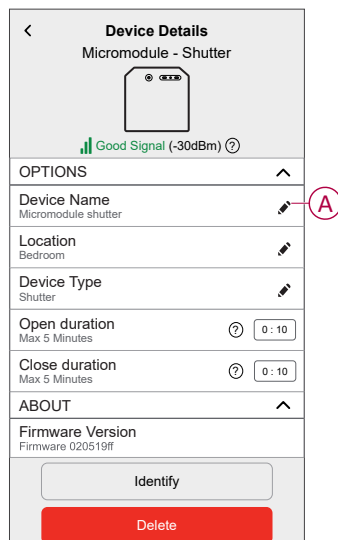 Device Details
Micromodule - Shutter
Good Signal (-30dBm) ?
OPTIONS
Device Name
Micromodule shutter
A
Location
Bedroom
Device Type
Shutter
Open duration
Max 5 Minutes
? 0 : 10
Close duration
Max 5 Minutes
? 0 : 10
ABOUT
Firmware Version
Firmware 020519ff
Identify
Delete